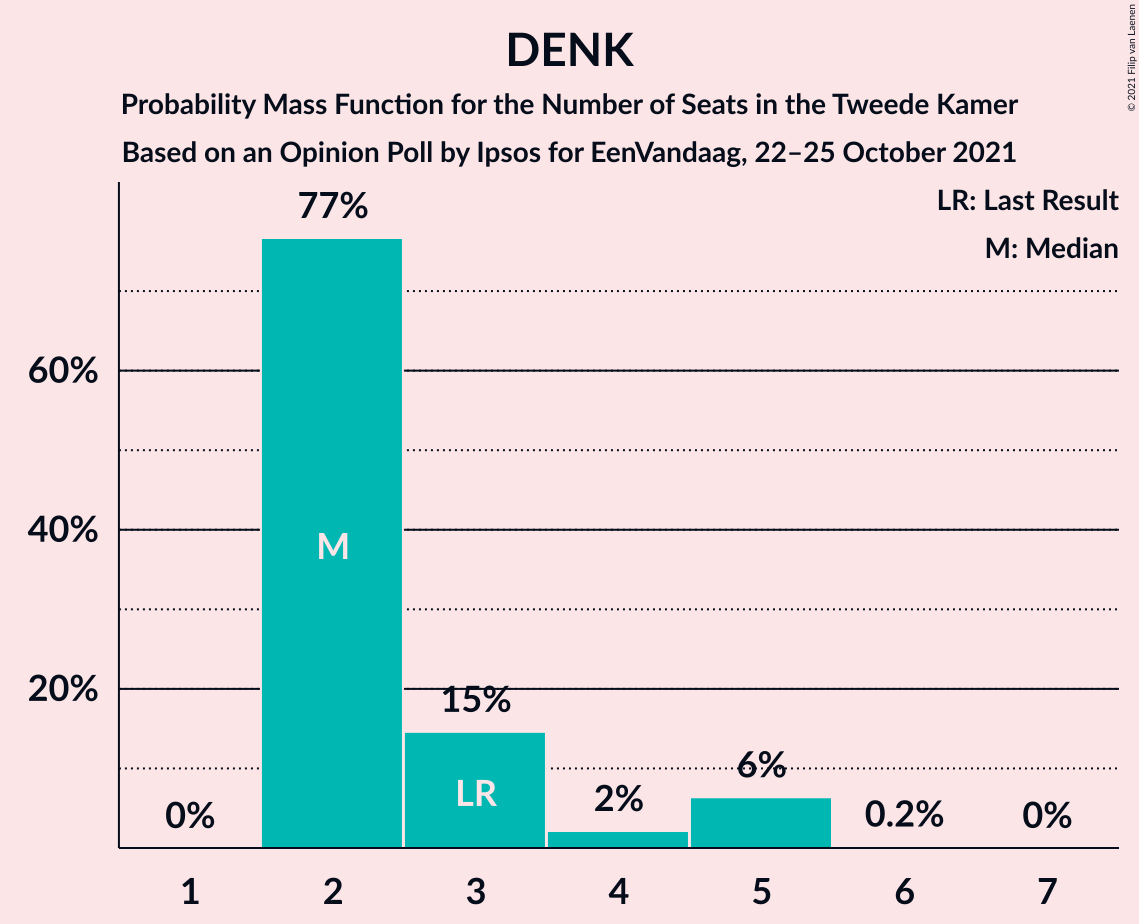 DENK
Probability Mass Function for the Number of Seats in the Tweede Kamer
Based on an Opinion Poll by Ipsos for EenVandaag, 22–25 October 2021
© 2021 Filip van Laenen
LR: Last Result
M: Median
77%
60%
40%
20%
M
15%
LR
0%
2%
6%
0.2%
0%
1 2 3 4 5 6 7